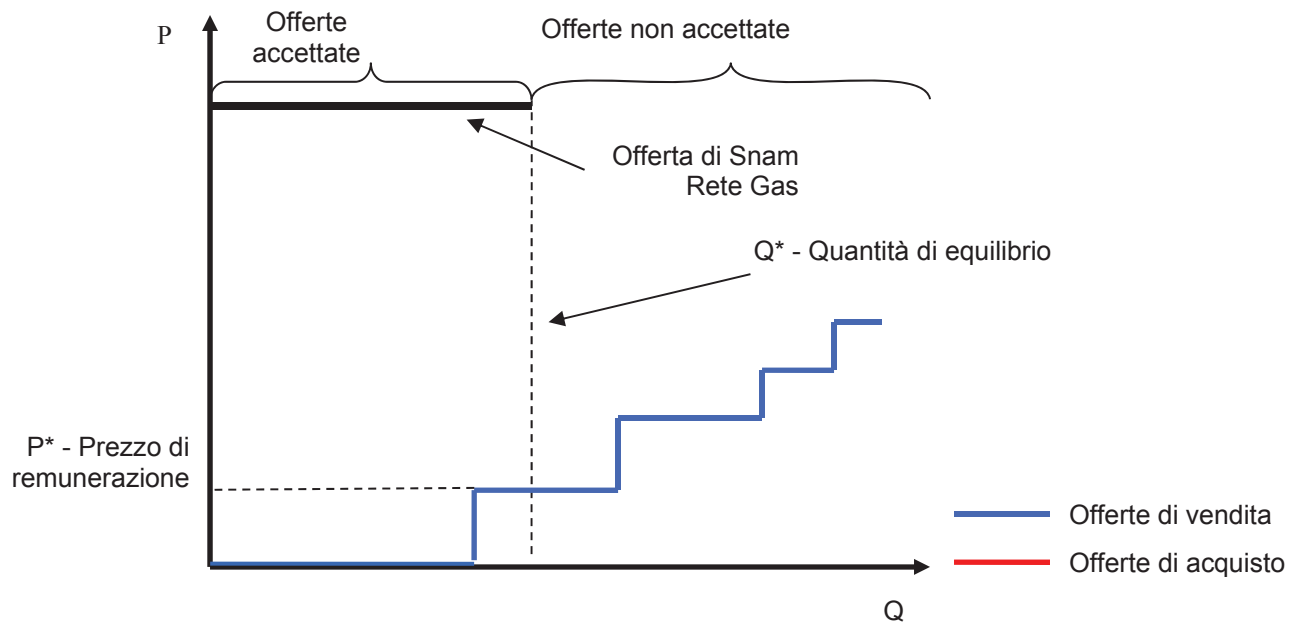 P
Offerte
accettate
Offerte non accettate
Offerta di Snam
Rete Gas
Q* - Quantità di equilibrio
P* - Prezzo di
remunerazione
Offerte di vendita
Offerte di acquisto
Q